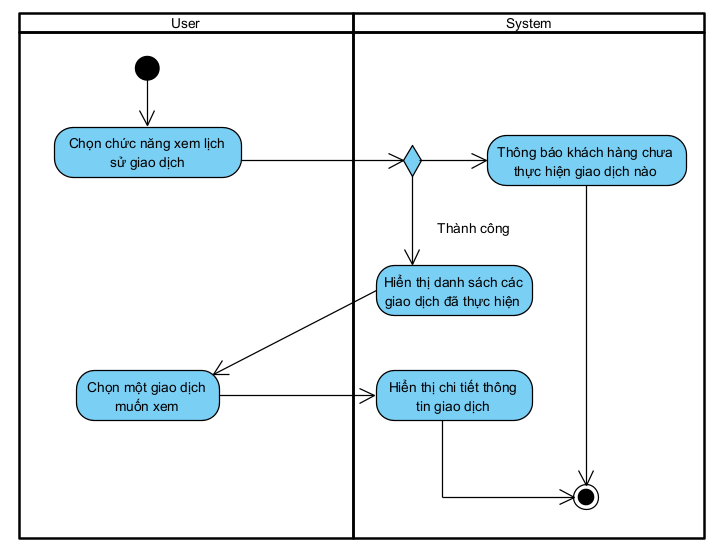 User
System
Chọn chức năng xem lịch
sử giao dịch
Thông báo khách hàng chưa
thực hiện giao dịch nào
Thành công
Hiển thị danh sách các
giao dịch đã thực hiện
Chọn một giao dịch
muốn xem
Hiển thị chi tiết thông
tin giao dịch